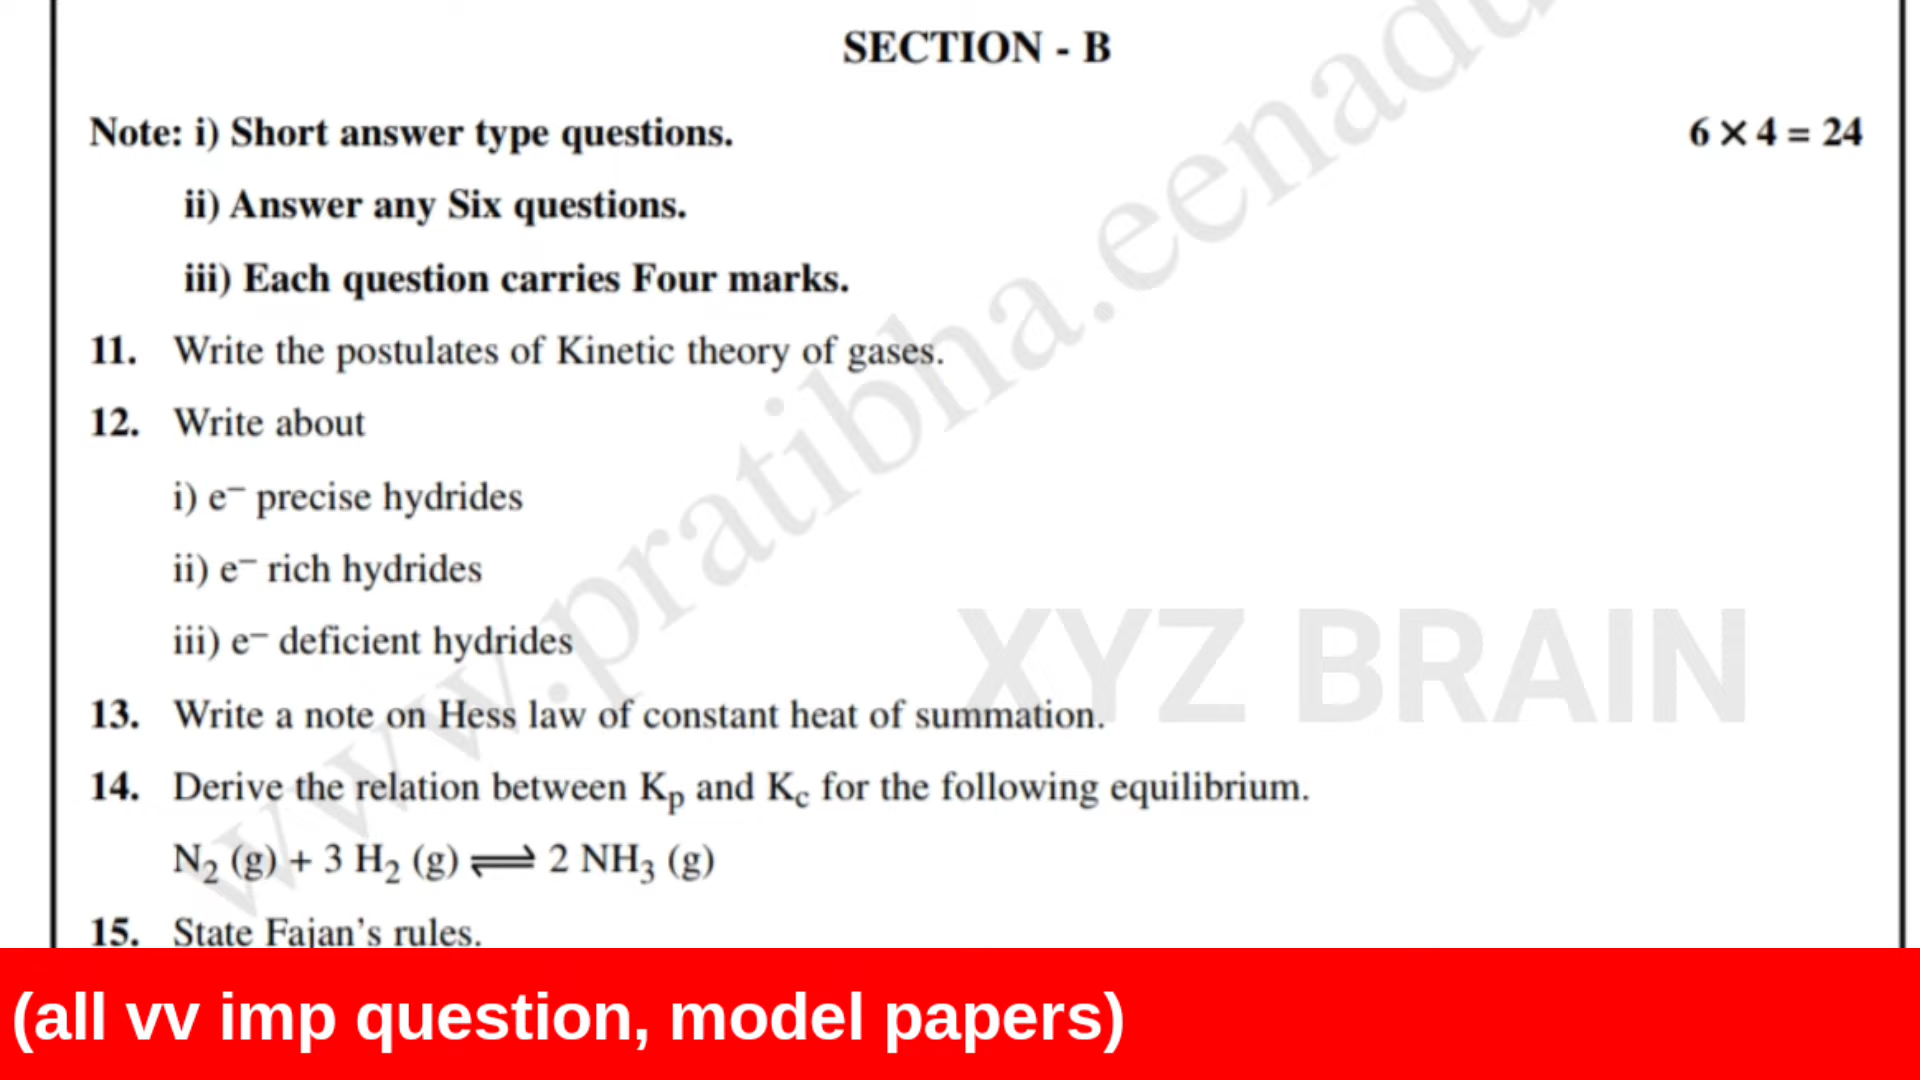 SECTION - B
Note: i) Short answer type questions. 6 × 4 = 24
ii) Answer any Six questions.
iii) Each question carries Four marks.
11. Write the postulates of Kinetic theory of gases.
12. Write about
i) e⁻ precise hydrides
ii) e⁻ rich hydrides
iii) e⁻ deficient hydrides
13. Write a note on Hess law of constant heat of summation.
14. Derive the relation between Kₚ and K꜀ for the following equilibrium.
N₂ (g) + 3 H₂ (g) ⇌ 2 NH₃ (g)
15. State Fajan's rules.
www.pratibha.eenadu
XYZ BRAIN
(all vv imp question, model papers)